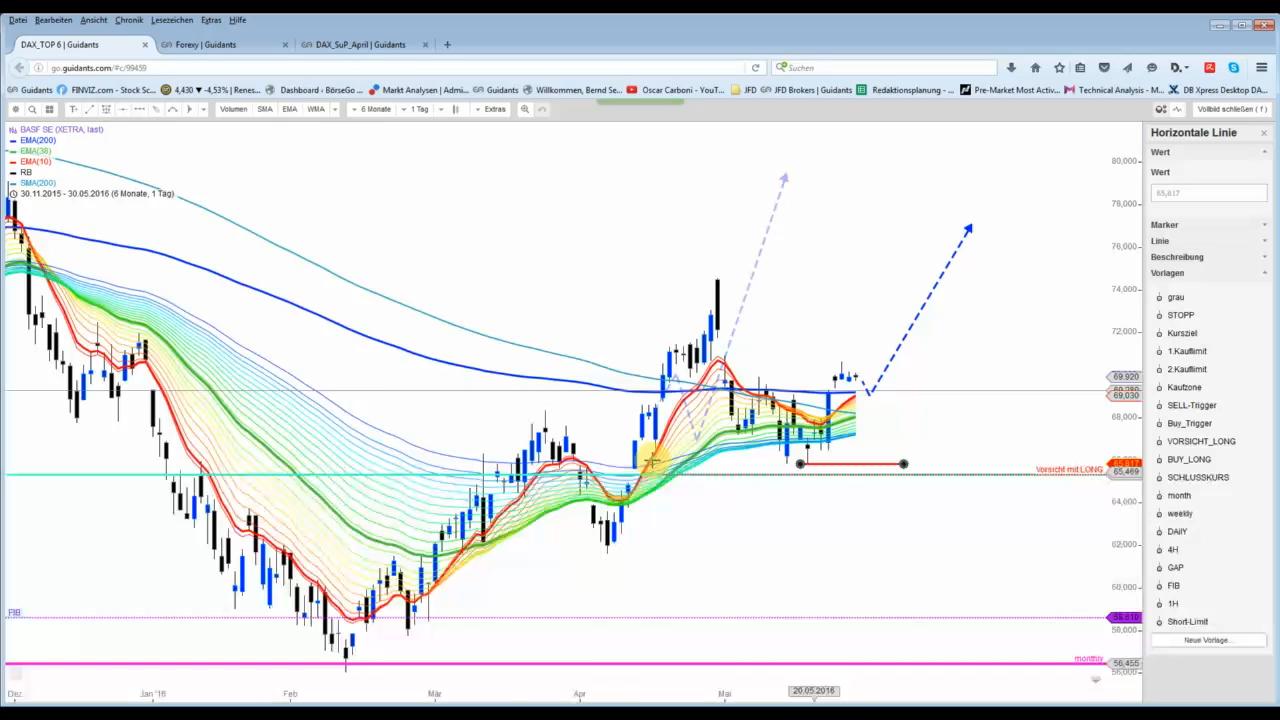 Datei Bearbeiten Ansicht Chronik Lesezeichen Extras Hilfe
DAX_TOP 6 | Guidants Forexy | Guidants DAX_SuP_April | Guidants
go.guidants.com/#c/99459 Suchen
Guidants FINVIZ.com - Stock Sc... 4,430 ▼ -4,53% | Renes... Dashboard - BörseGo ... Markt Analysen | Admi... Guidants Willkommen, Bernd Se... Oscar Carboni - YouT... JFD JFD Brokers | Guidants Redaktionsplanung - ... Pre-Market Most Activ... Technical Analysis - M... DB Xpress Desktop DA...
Volumen SMA EMA WMA 6 Monate 1 Tag Extras Vollbild schließen ( f )
BASF SE (XETRA, last)
EMA(200)
EMA(38)
EMA(10)
RB
SMA(200)
30.11.2015 - 30.05.2016 (6 Monate, 1 Tag)
80,000
78,000
76,000
74,000
72,000
69,920
69,030
68,000
65,817
Vorsicht mit LONG
65,469
64,000
62,000
60,000
FIB
58,610
58,000
monthly
56,455
56,000
Dez Jan '16 Feb Mär Apr Mai 20.05.2016
Horizontale Linie
Wert
Wert
65,817
Marker
Linie
Beschreibung
Vorlagen
grau
STOPP
Kursziel
1.Kauflimit
2.Kauflimit
Kaufzone
SELL-Trigger
Buy_Trigger
VORSICHT_LONG
BUY_LONG
SCHLUSSKURS
month
weekly
DAilY
4H
GAP
FIB
1H
Short-Limit
Neue Vorlage...